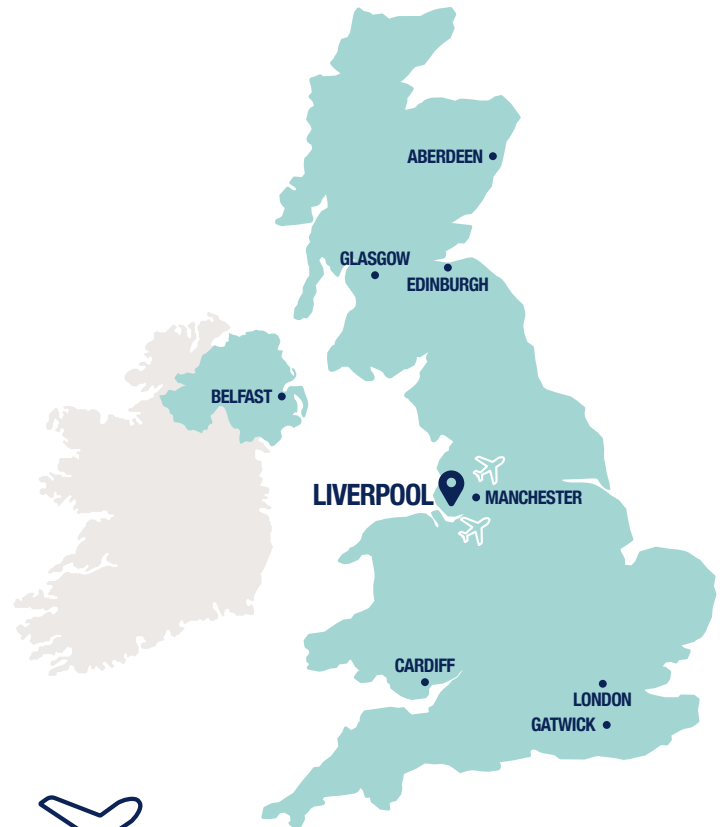 ABERDEEN
GLASGOW
EDINBURGH
BELFAST
LIVERPOOL
MANCHESTER
CARDIFF
LONDON
GATWICK